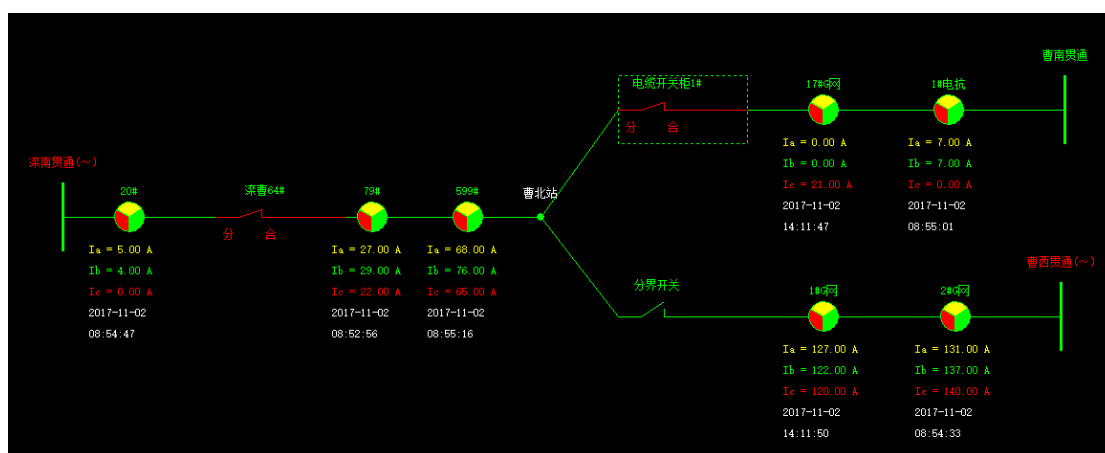 曹南贯通
电缆开关柜1#
17#G网
1#电抗
分 合
Ia = 0.00 A
Ia = 7.00 A
Ib = 0.00 A
Ib = 7.00 A
Ic = 21.00 A
Ic = 0.00 A
2017-11-02
2017-11-02
14:11:47
08:55:01
滦南贯通(~)
20#
滦曹64#
79#
599#
曹北站
分 合
Ia = 5.00 A
Ia = 27.00 A
Ia = 68.00 A
Ib = 4.00 A
Ib = 29.00 A
Ib = 76.00 A
Ic = 0.00 A
Ic = 22.00 A
Ic = 65.00 A
2017-11-02
2017-11-02
2017-11-02
08:54:47
08:52:56
08:55:16
曹西贯通(~)
分界开关
1#G网
2#G网
Ia = 127.00 A
Ia = 131.00 A
Ib = 122.00 A
Ib = 137.00 A
Ic = 120.00 A
Ic = 140.00 A
2017-11-02
2017-11-02
14:11:50
08:54:33